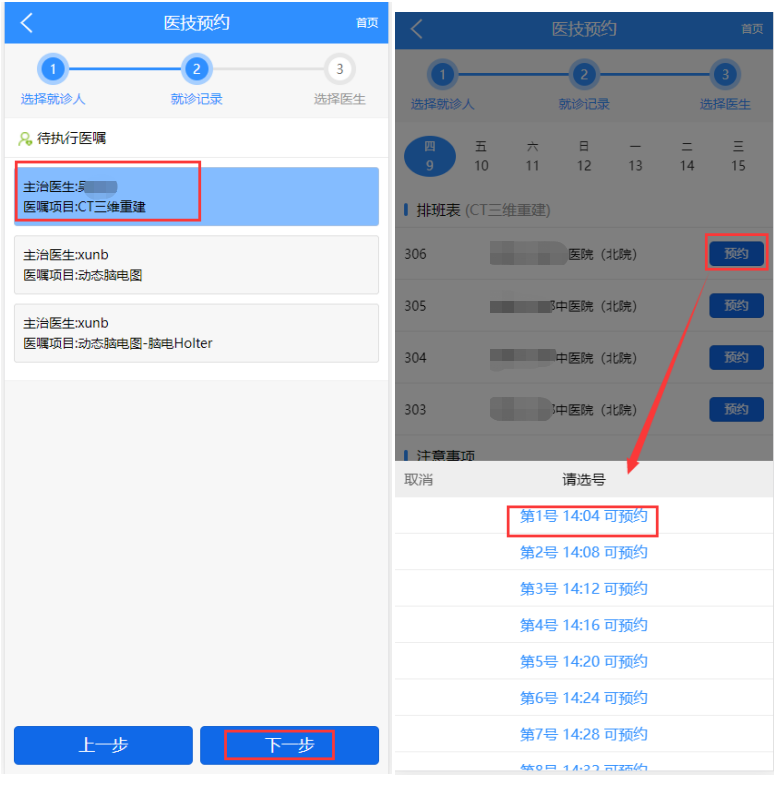 医技预约
首页
1
2
3
选择就诊人
就诊记录
选择医生
待执行医嘱
主治医生:
医嘱项目:CT三维重建
主治医生:xunb
医嘱项目:动态脑电图
主治医生:xunb
医嘱项目:动态脑电图-脑电Holter
上一步
下一步
医技预约
首页
1
2
3
选择就诊人
就诊记录
选择医生
四 五 六 日 一 二 三
9 10 11 12 13 14 15
排班表 (CT三维重建)
306 医院（北院） 预约
305 中医院（北院） 预约
304 中医院（北院） 预约
303 中医院（北院） 预约
注意事项
取消 请选号
第1号 14:04 可预约
第2号 14:08 可预约
第3号 14:12 可预约
第4号 14:16 可预约
第5号 14:20 可预约
第6号 14:24 可预约
第7号 14:28 可预约
第8号 14:32 可预约